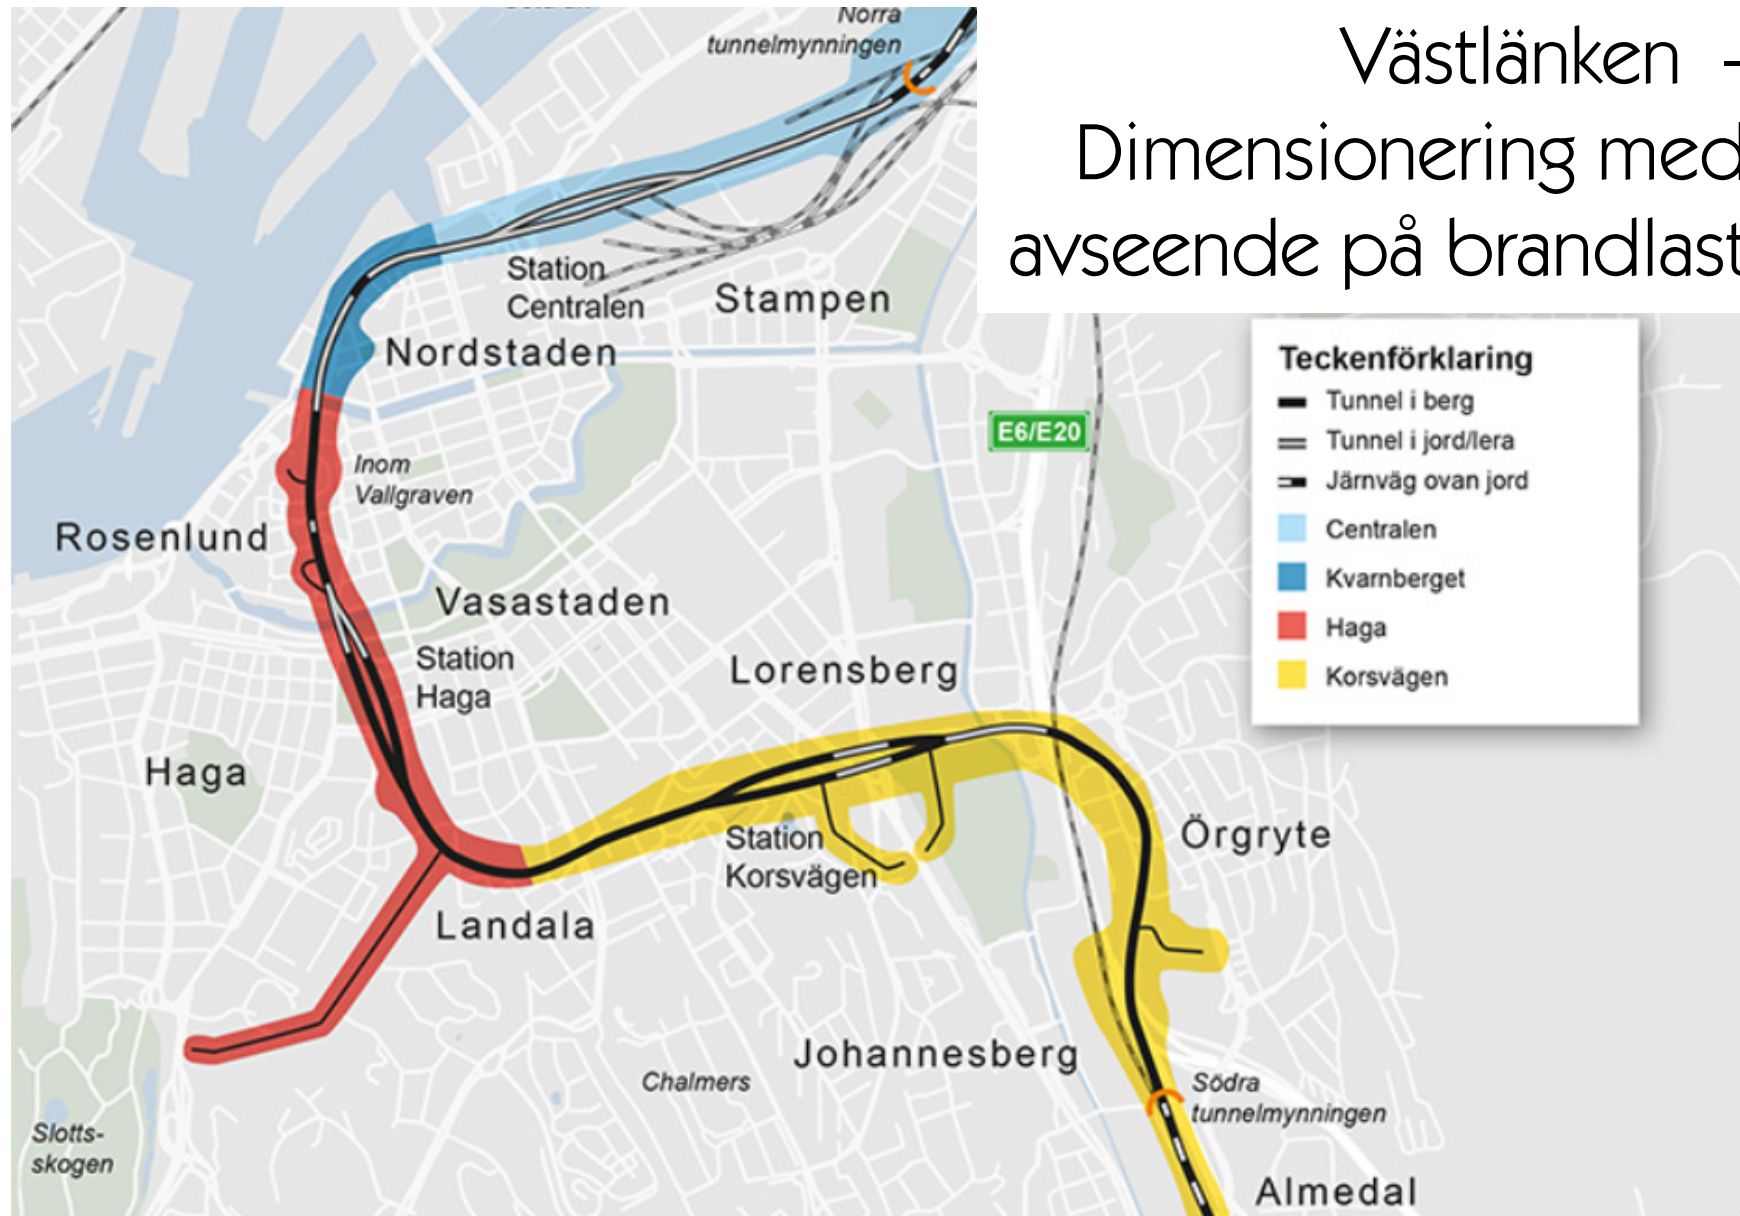 Norra
tunnelmynningen
Västlänken -
Dimensionering med
avseende på brandlast
Station
Centralen
Stampen
Nordstaden
Teckenförklaring
Tunnel i berg
Tunnel i jord/lera
Järnväg ovan jord
Centralen
Kvarnberget
Haga
Korsvägen
E6/E20
Inom
Vallgraven
Rosenlund
Vasastaden
Station
Haga
Lorensberg
Haga
Station
Korsvägen
Örgryte
Landala
Johannesberg
Chalmers
Södra
tunnelmynningen
Slotts-
skogen
Almedal